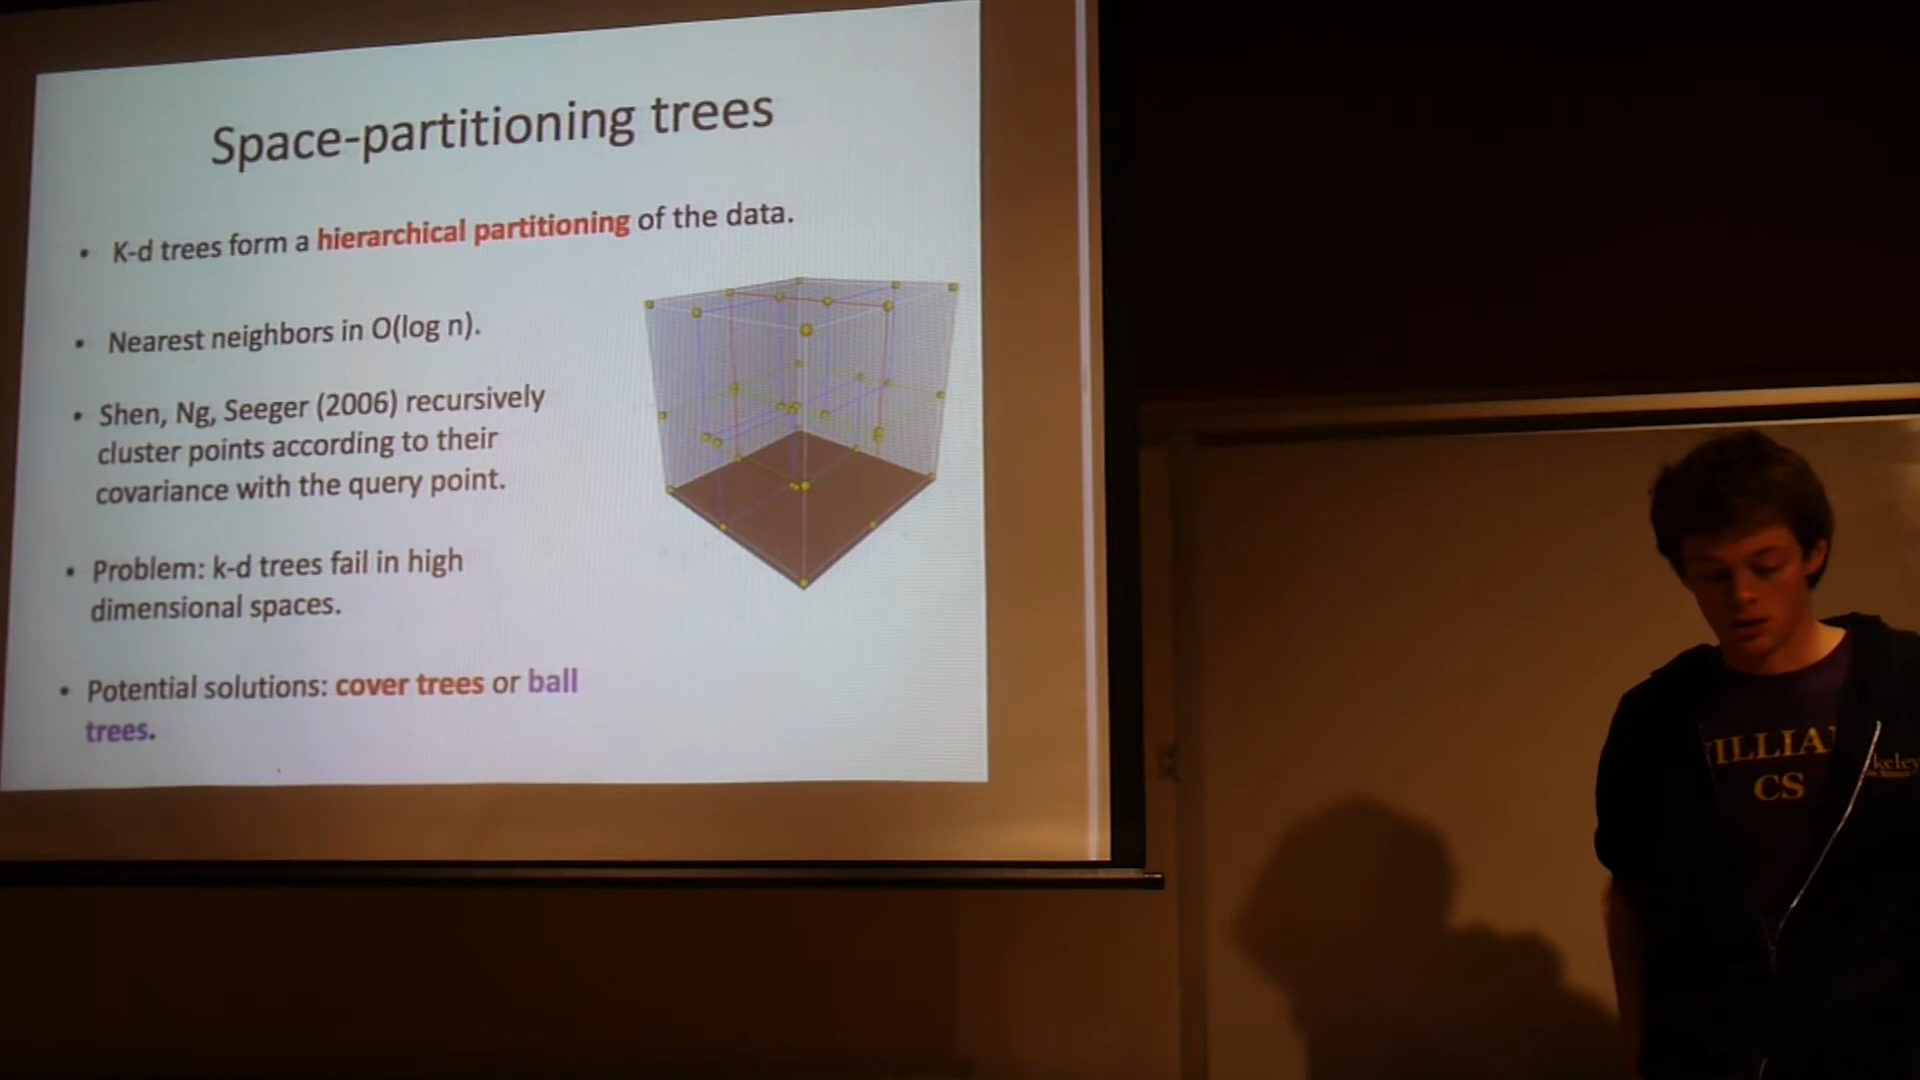 Space-partitioning trees
• K-d trees form a hierarchical partitioning of the data.
• Nearest neighbors in O(log n).
• Shen, Ng, Seeger (2006) recursively
cluster points according to their
covariance with the query point.
• Problem: k-d trees fail in high
dimensional spaces.
• Potential solutions: cover trees or ball
trees.
ILLIA
CS
keley